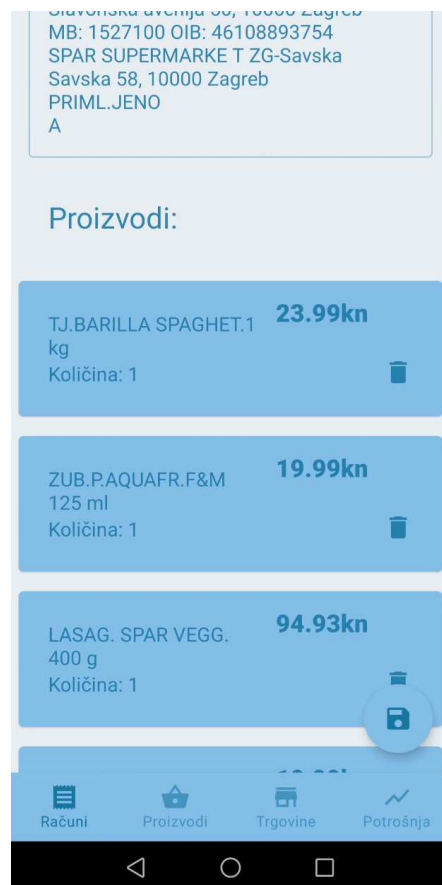 MB: 1527100 OIB: 46108893754
SPAR SUPERMARKE T ZG-Savska
Savska 58, 10000 Zagreb
PRIML.JENO
A
Proizvodi:
TJ.BARILLA SPAGHET.1
kg
Količina: 1
23.99kn
ZUB.P.AQUAFR.F&M
125 ml
Količina: 1
19.99kn
LASAG. SPAR VEGG.
400 g
Količina: 1
94.93kn
Računi
Proizvodi
Trgovine
Potrošnja